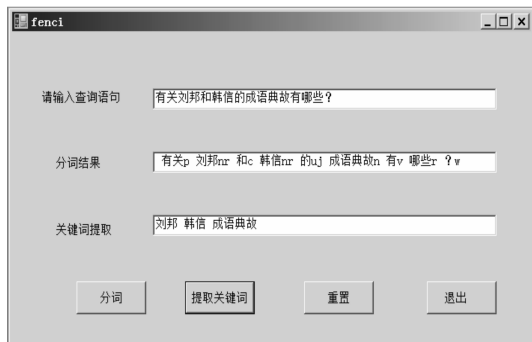 fenci
请输入查询语句 有关刘邦和韩信的成语典故有哪些？
分词结果 有关p 刘邦nr 和c 韩信nr 的uj 成语典故n 有v 哪些r ？w
关键词提取 刘邦 韩信 成语典故
分词 提取关键词 重置 退出